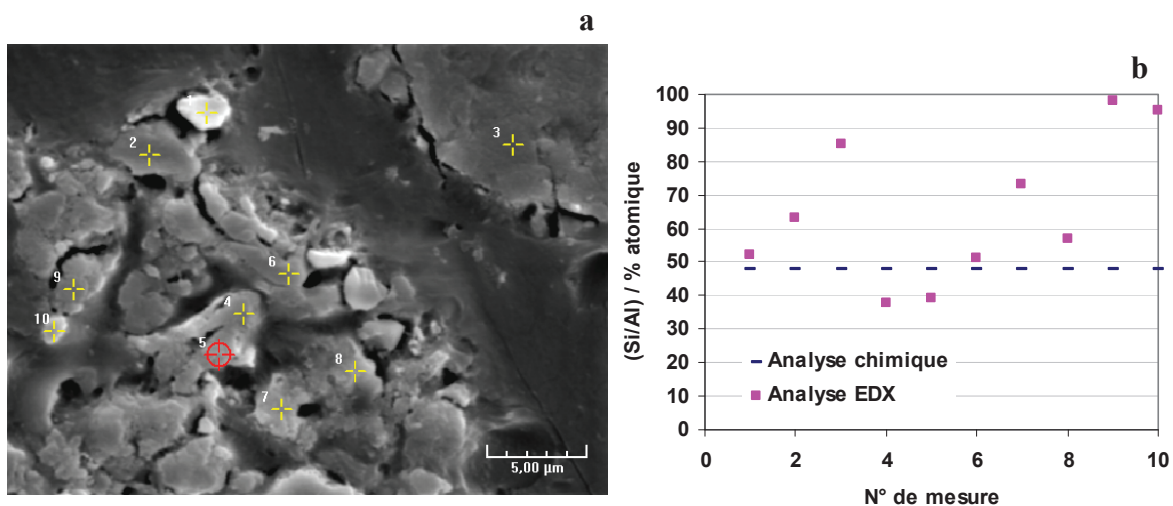 a
2
3
9
6
4
10
5
8
7
5,00 µm
b
(Si/Al) / % atomique
100
90
80
70
60
50
40
30
20
10
0
Analyse chimique
Analyse EDX
0 2 4 6 8 10
N° de mesure